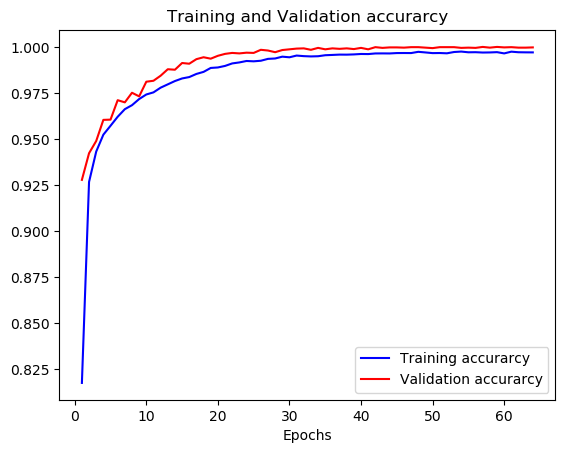 Training and Validation accurarcy
1.000
0.975
0.950
0.925
0.900
0.875
0.850
0.825
Training accurarcy
Validation accurarcy
0 10 20 30 40 50 60
Epochs